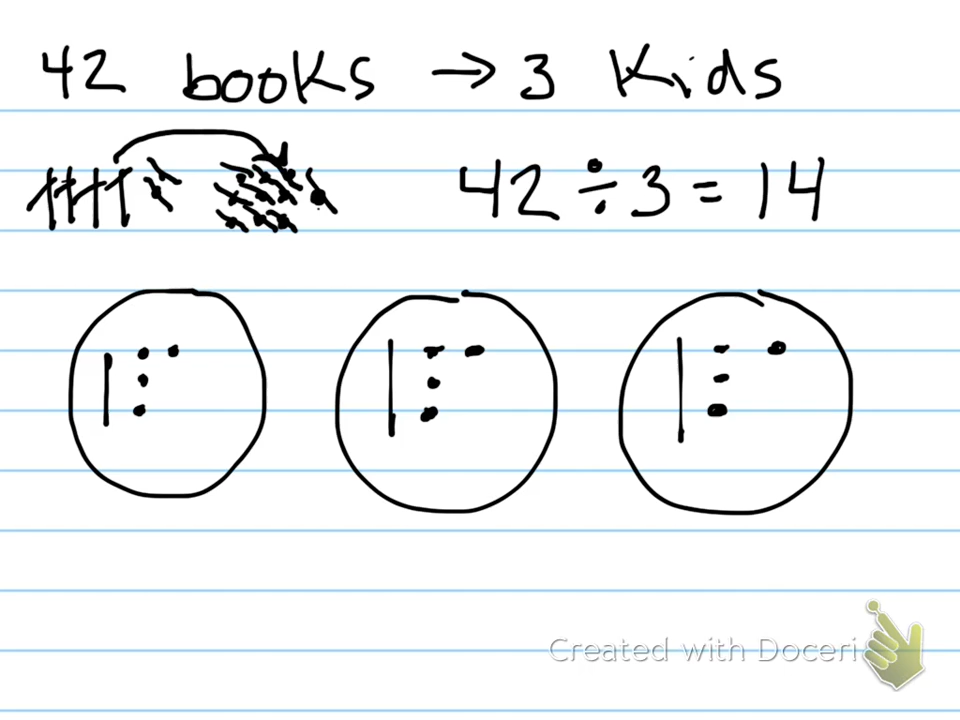 42 books → 3 Kids
42 ÷ 3 = 14
Created with Doceri